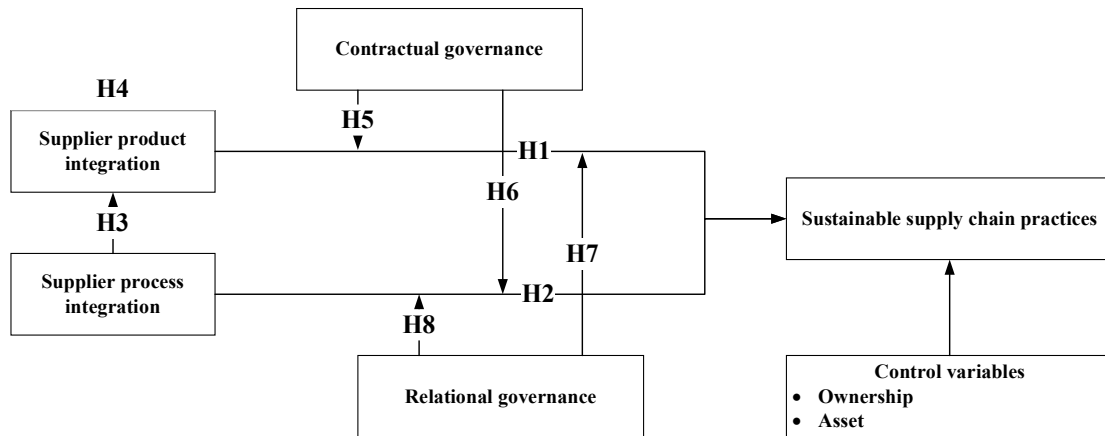 Contractual governance
H4
H5
Supplier product
integration
H1
H6
Sustainable supply chain practices
H3
H7
Supplier process
integration
H2
H8
Relational governance
Control variables
• Ownership
• Asset